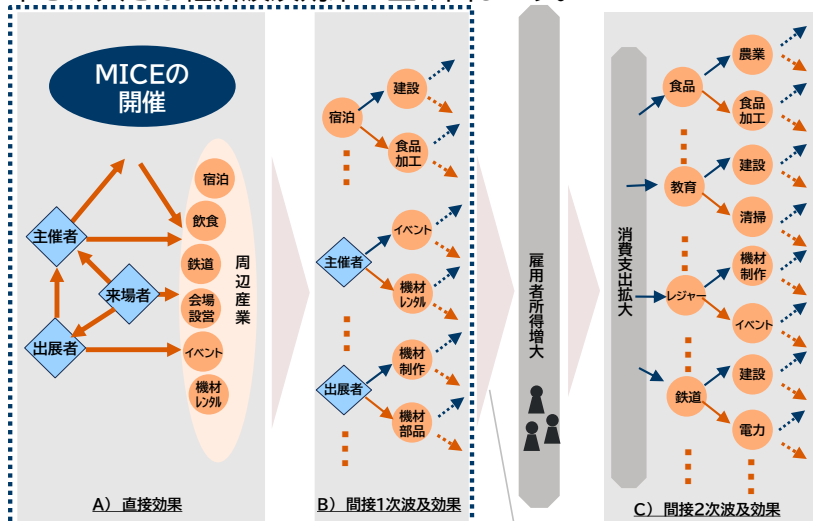 MICEの
開催
宿泊
飲食
主催者
鉄道
来場者
会場
設営
出展者
イベント
機材
レンタル
周辺産業
A）直接効果
建設
宿泊
食品
加工
イベント
主催者
機材
レンタル
機材
制作
出展者
機材
部品
B）間接1次波及効果
雇用者所得増大
消費支出拡大
農業
食品
食品
加工
建設
教育
清掃
機材
制作
レジャー
イベント
建設
鉄道
電力
C）間接2次波及効果